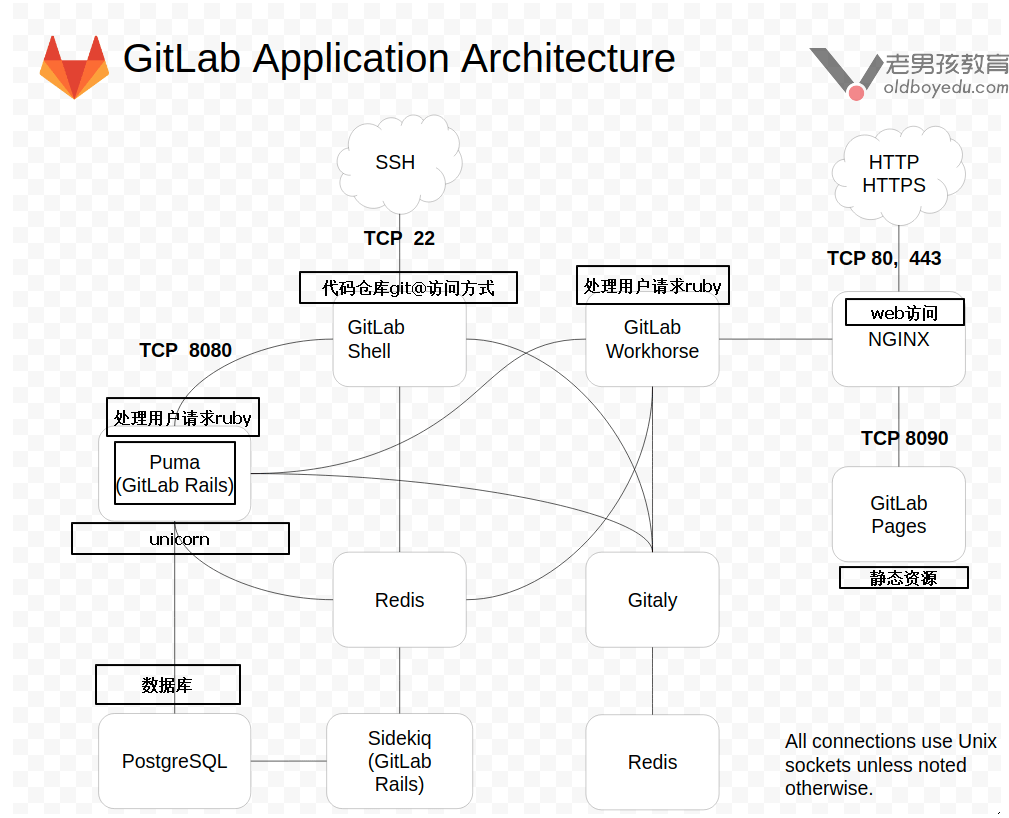 GitLab Application Architecture
老男孩教育
oldboyedu.com
SSH
HTTP
HTTPS
TCP 22
TCP 80, 443
代码仓库git@访问方式
处理用户请求ruby
web访问
GitLab
Shell
GitLab
Workhorse
NGINX
TCP 8080
处理用户请求ruby
TCP 8090
Puma
(GitLab Rails)
GitLab
Pages
unicorn
静态资源
Redis
Gitaly
数据库
PostgreSQL
Sidekiq
(GitLab
Rails)
Redis
All connections use Unix
sockets unless noted
otherwise.